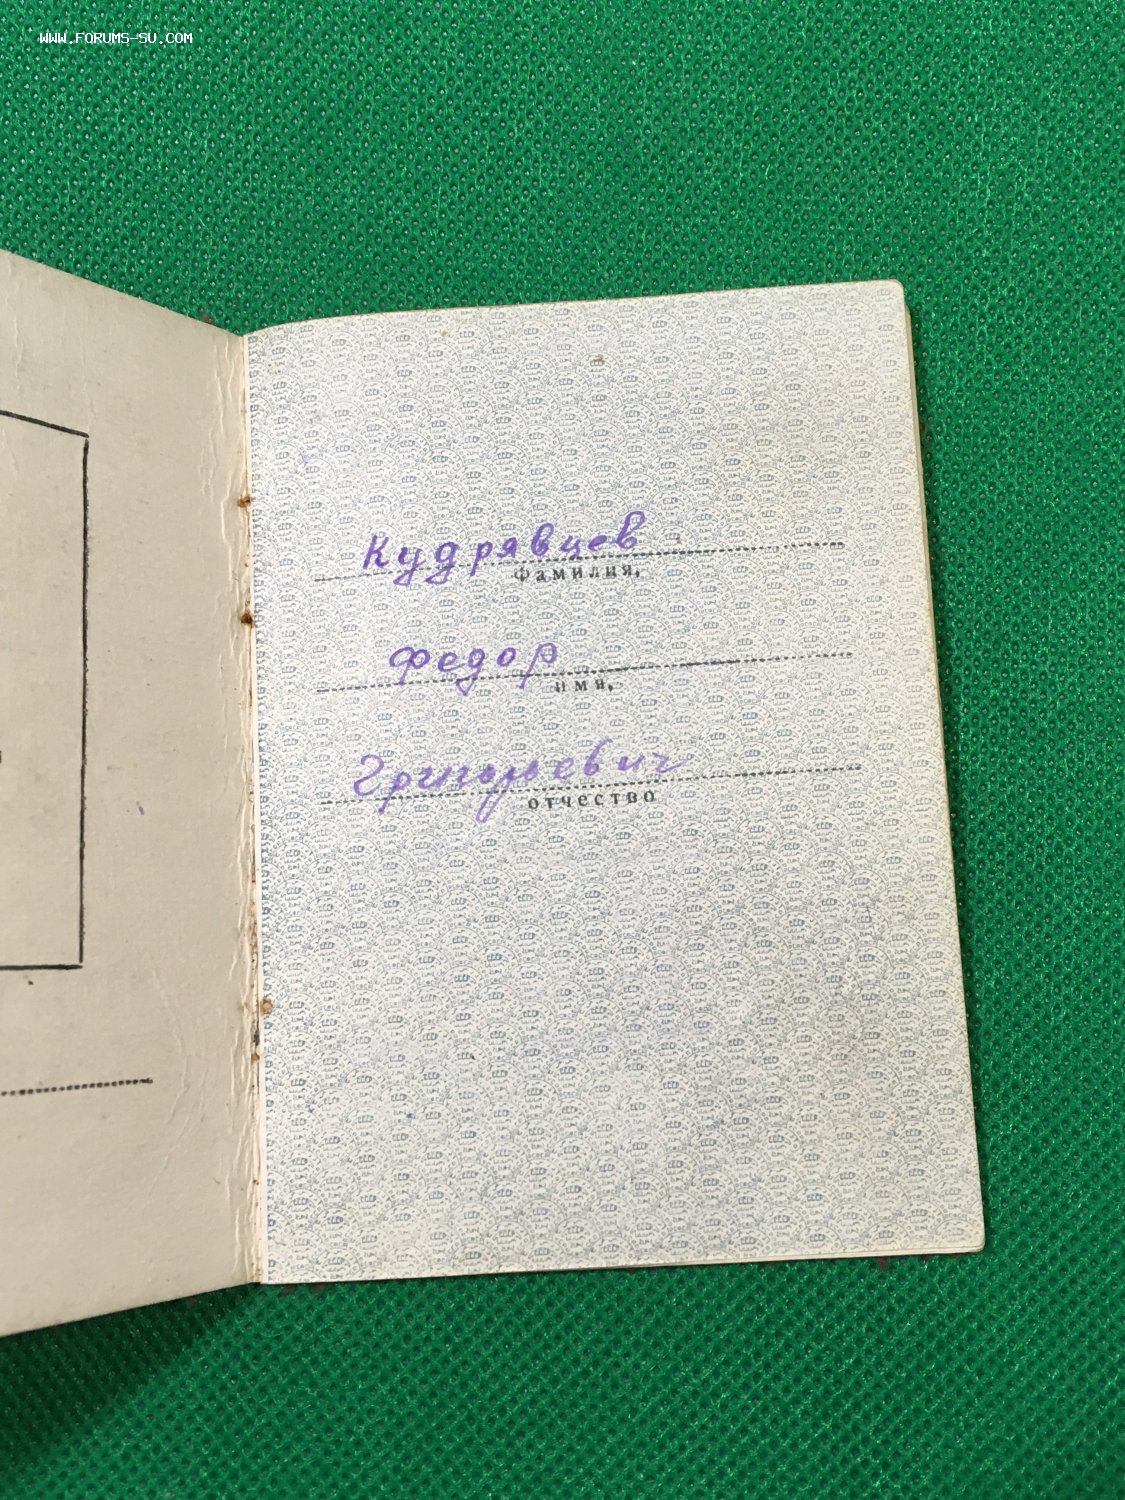 WWW.FORUMS-SU.COM
Кудрявцев
Фамилия,
Федор
имя,
Григорьевич
отчество